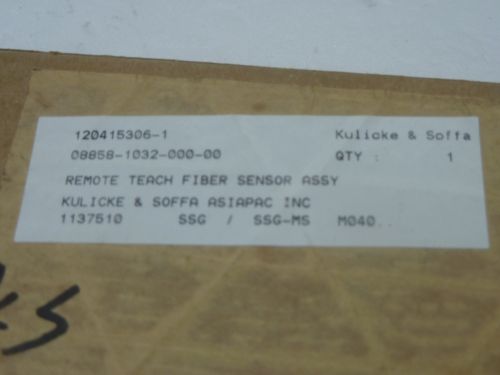 120415306-1 Kulicke & Soffa
08858-1032-000-00 QTY : 1
REMOTE TEACH FIBER SENSOR ASSY
KULICKE & SOFFA ASIAPAC INC
1137510 SSG / SSG-MS M040